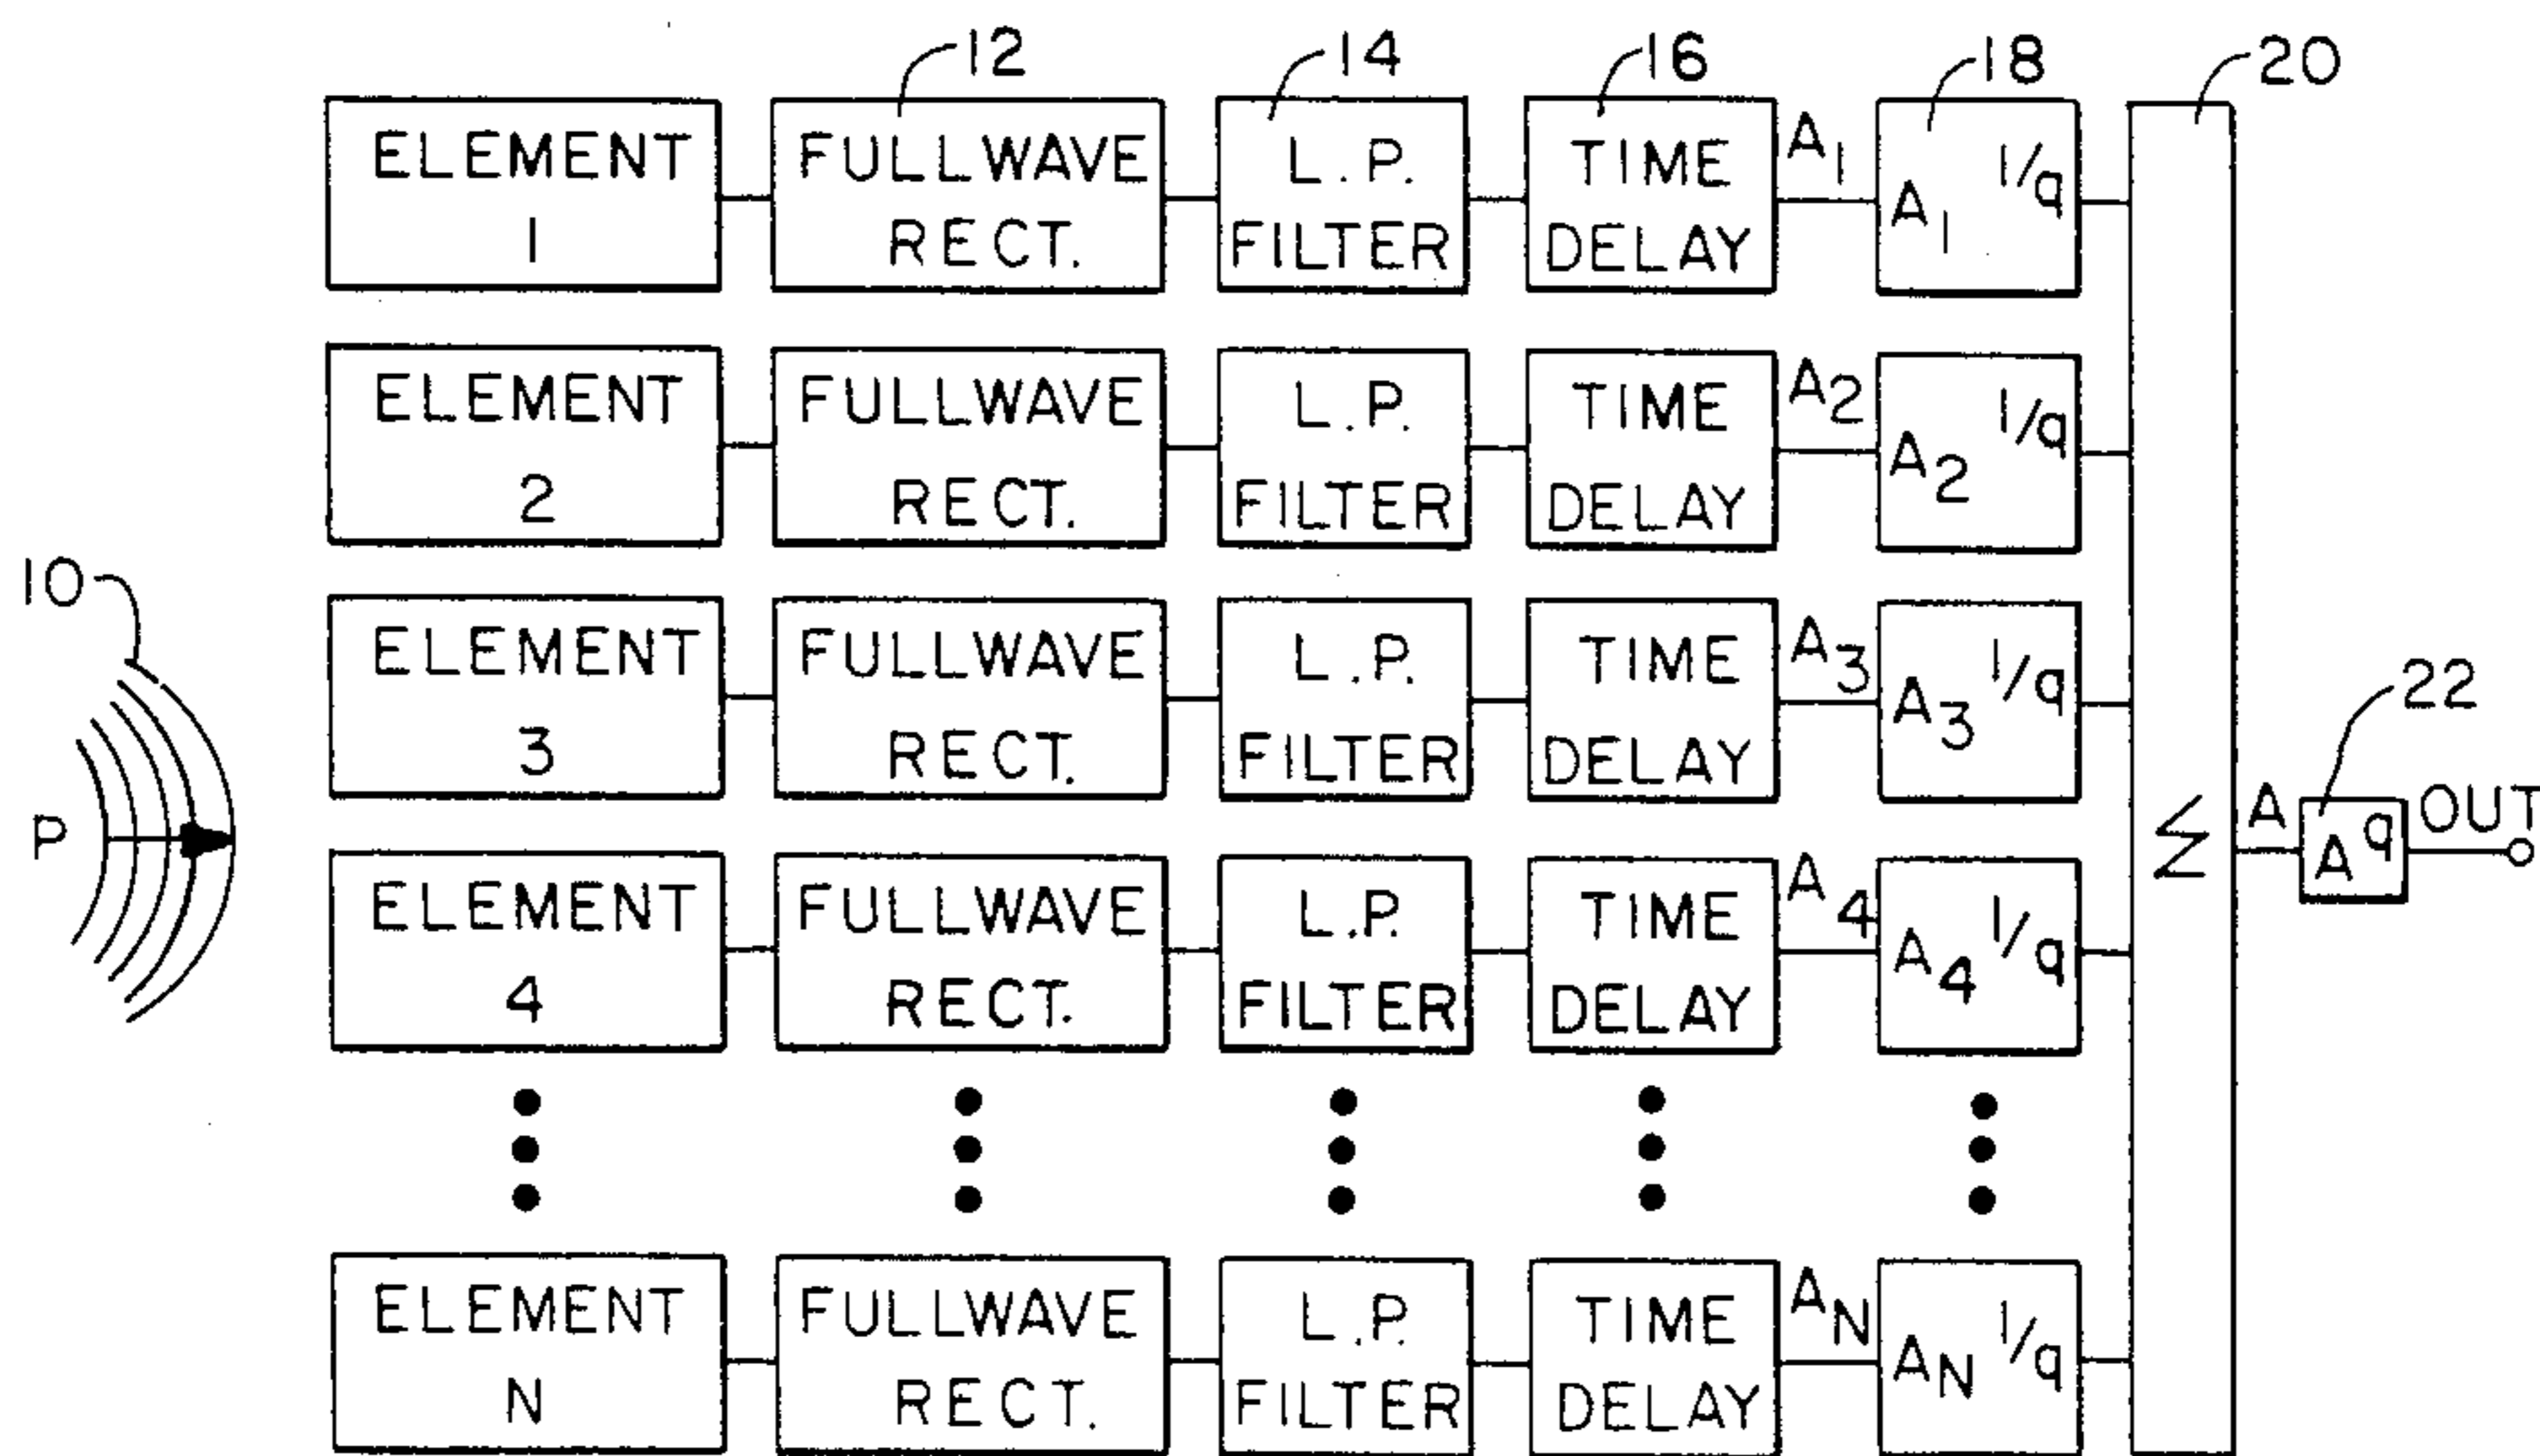 12 14 16 18 20
ELEMENT 1 FULLWAVE RECT. L.P. FILTER TIME DELAY A1 A1 1/q
ELEMENT 2 FULLWAVE RECT. L.P. FILTER TIME DELAY A2 A2 1/q
10
ELEMENT 3 FULLWAVE RECT. L.P. FILTER TIME DELAY A3 A3 1/q
22
P
Σ A A q OUT
ELEMENT 4 FULLWAVE RECT. L.P. FILTER TIME DELAY A4 A4 1/q
ELEMENT N FULLWAVE RECT. L.P. FILTER TIME DELAY AN AN 1/q